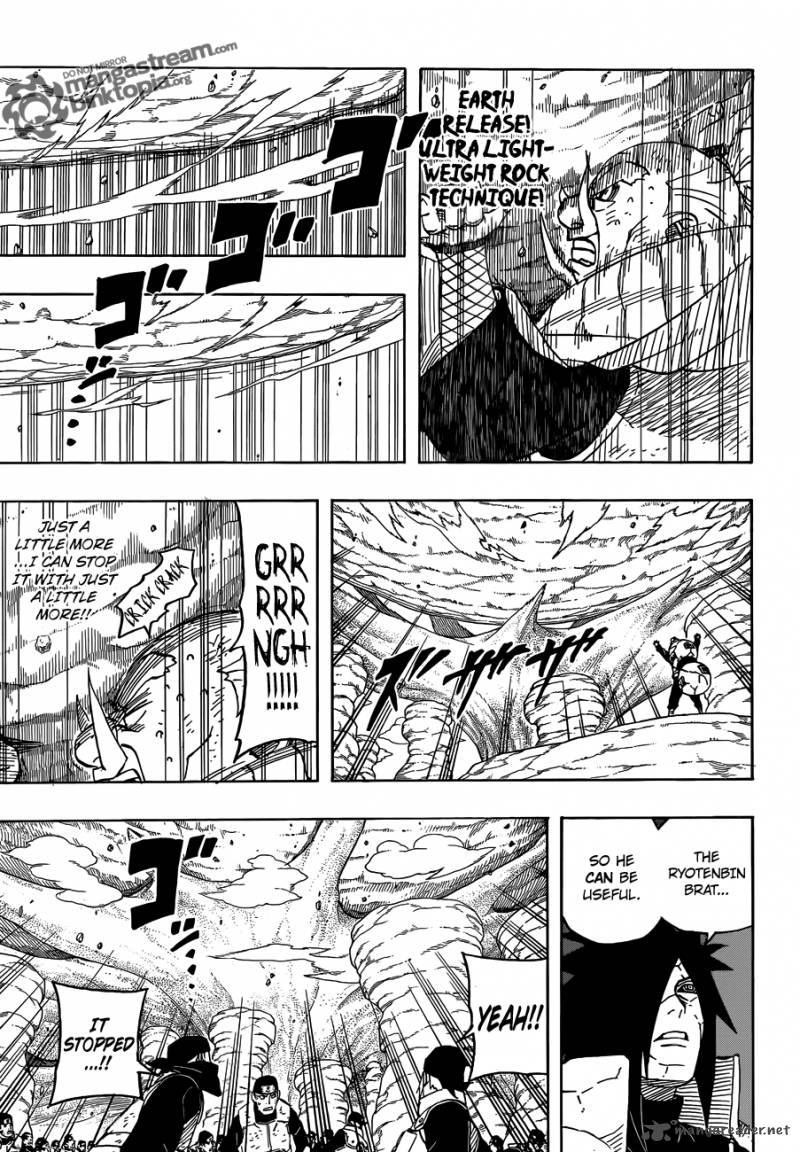 DO NOT MIRROR
mangastream.com
binktopia.org
EARTH
RELEASE!
ULTRA LIGHT-
WEIGHT ROCK
TECHNIQUE!
ゴゴ
ゴゴ
ズザザ
GRR
RRR
NGH
!!!!!
CRICK CRACK
JUST A
LITTLE MORE
...I CAN STOP
IT WITH JUST
A LITTLE
MORE!!
THE
RYOTENBIN
BRAT...
SO HE
CAN BE
USEFUL.
ゴ
YEAH!!
IT
STOPPED
...!!
mangareader.net